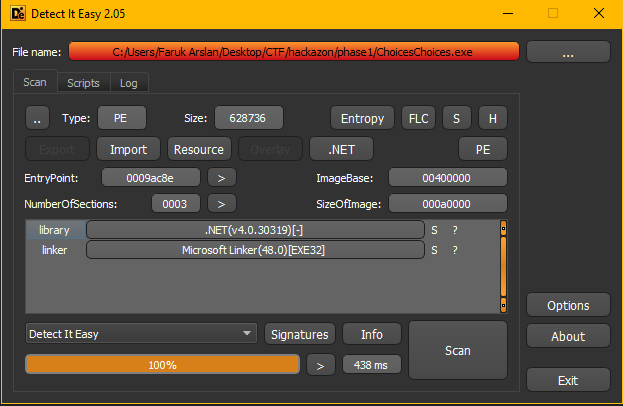 Detect It Easy 2.05
File name: C:/Users/Faruk Arslan/Desktop/CTF/hackazon/phase1/ChoicesChoices.exe ...
Scan Scripts Log
.. Type: PE Size: 628736 Entropy FLC S H
Export Import Resource Overlay .NET PE
EntryPoint: 0009ac8e > ImageBase: 00400000
NumberOfSections: 0003 > SizeOfImage: 000a0000
library .NET(v4.0.30319)[-] S ?
linker Microsoft Linker(48.0)[EXE32] S ?
Options
Detect It Easy Signatures Info Scan About
100% > 438 ms
Exit